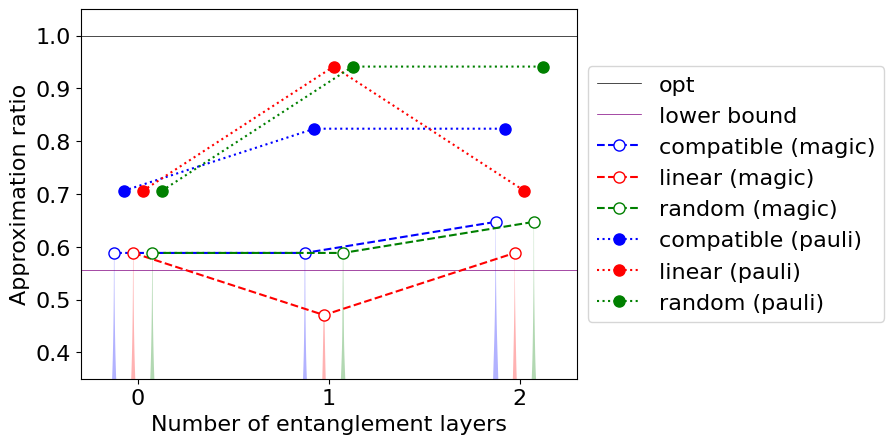 1.0
0.9
0.8
0.7
0.6
0.5
0.4
Approximation ratio
0
1
2
Number of entanglement layers
opt
lower bound
compatible (magic)
linear (magic)
random (magic)
compatible (pauli)
linear (pauli)
random (pauli)